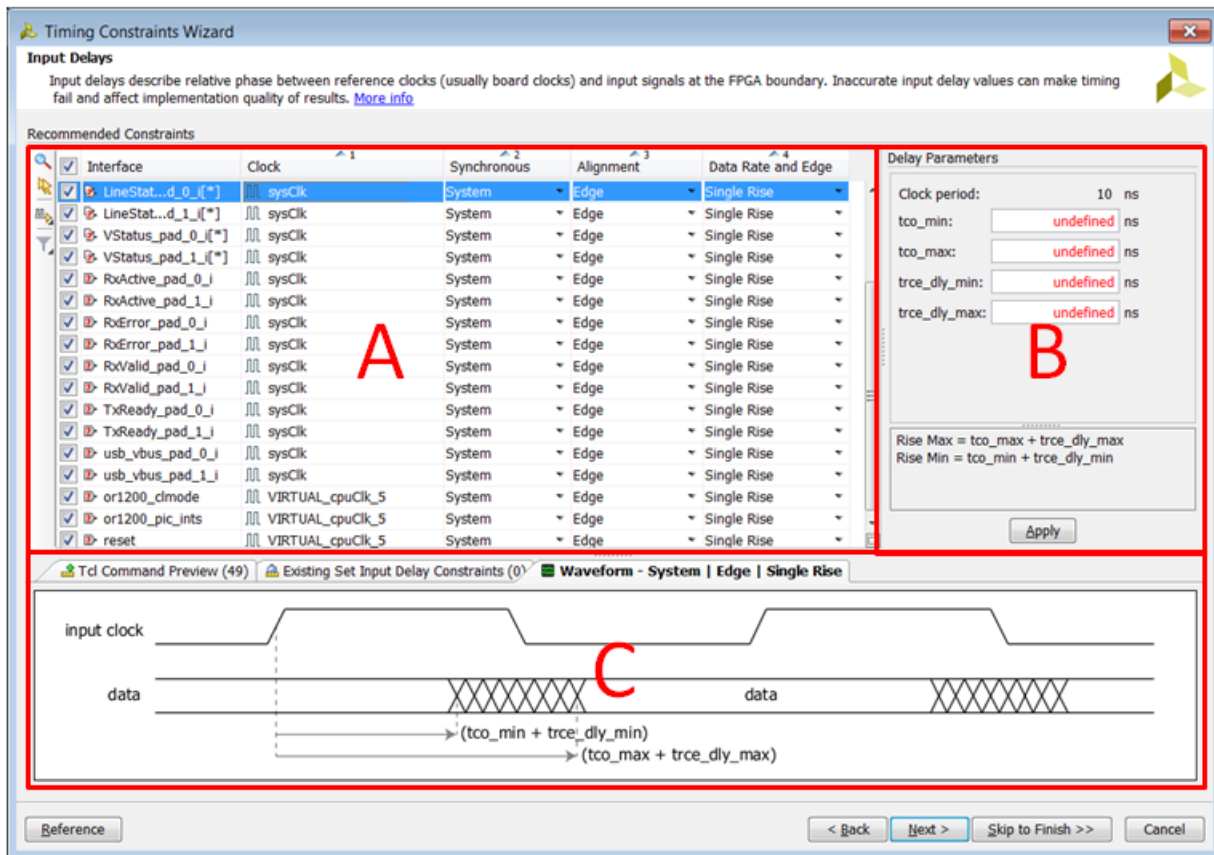 Timing Constraints Wizard
Input Delays
Input delays describe relative phase between reference clocks (usually board clocks) and input signals at the FPGA boundary. Inaccurate input delay values can make timing
fail and affect implementation quality of results. More info
Recommended Constraints
Interface Clock 1 Synchronous 2 Alignment 3 Data Rate and Edge 4
LineStat...d_0_i[*] sysClk System Edge Single Rise
LineStat...d_1_i[*] sysClk System Edge Single Rise
VStatus_pad_0_i[*] sysClk System Edge Single Rise
VStatus_pad_1_i[*] sysClk System Edge Single Rise
RxActive_pad_0_i sysClk System Edge Single Rise
RxActive_pad_1_i sysClk System Edge Single Rise
RxError_pad_0_i sysClk System Edge Single Rise
RxError_pad_1_i sysClk System Edge Single Rise
RxValid_pad_0_i sysClk System Edge Single Rise
RxValid_pad_1_i sysClk System Edge Single Rise
TxReady_pad_0_i sysClk System Edge Single Rise
TxReady_pad_1_i sysClk System Edge Single Rise
usb_vbus_pad_0_i sysClk System Edge Single Rise
usb_vbus_pad_1_i sysClk System Edge Single Rise
or1200_clmode VIRTUAL_cpuClk_5 System Edge Single Rise
or1200_pic_ints VIRTUAL_cpuClk_5 System Edge Single Rise
reset VIRTUAL_cpuClk_5 System Edge Single Rise
A
Delay Parameters
Clock period: 10 ns
tco_min: undefined ns
tco_max: undefined ns
trce_dly_min: undefined ns
trce_dly_max: undefined ns
B
Rise Max = tco_max + trce_dly_max
Rise Min = tco_min + trce_dly_min
Apply
Tcl Command Preview (49) Existing Set Input Delay Constraints (0) Waveform - System | Edge | Single Rise
input clock
C
data data
(tco_min + trce_dly_min)
(tco_max + trce_dly_max)
Reference < Back Next > Skip to Finish >> Cancel